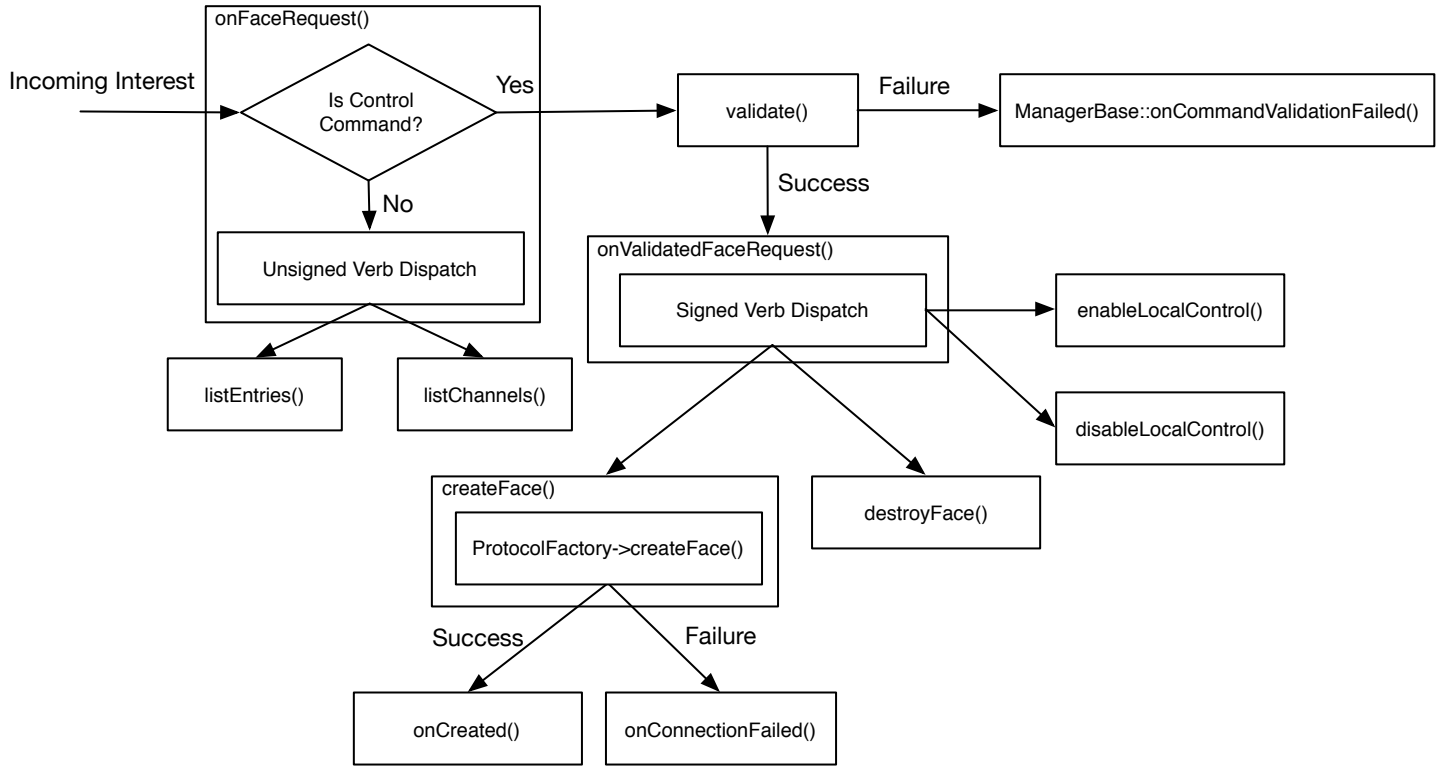 onFaceRequest()
Incoming Interest
Is Control
Command?
Yes
validate()
Failure
ManagerBase::onCommandValidationFailed()
No
Success
Unsigned Verb Dispatch
onValidatedFaceRequest()
Signed Verb Dispatch
enableLocalControl()
listEntries()
listChannels()
disableLocalControl()
createFace()
ProtocolFactory->createFace()
destroyFace()
Success
Failure
onCreated()
onConnectionFailed()